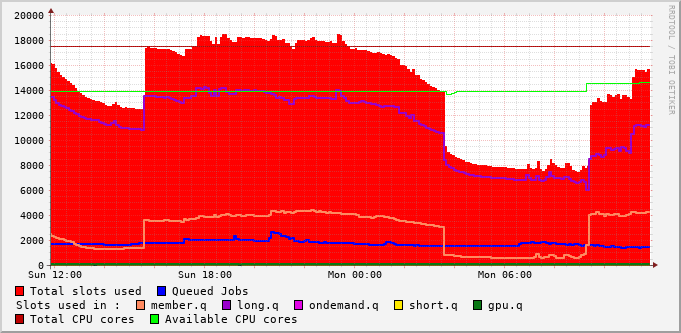 20000
18000
16000
14000
12000
10000
8000
6000
4000
2000
0
Sun 12:00 Sun 18:00 Mon 00:00 Mon 06:00
RRDTOOL / TOBI OETIKER
Total slots used Queued Jobs
Slots used in : member.q long.q ondemand.q short.q gpu.q
Total CPU cores Available CPU cores